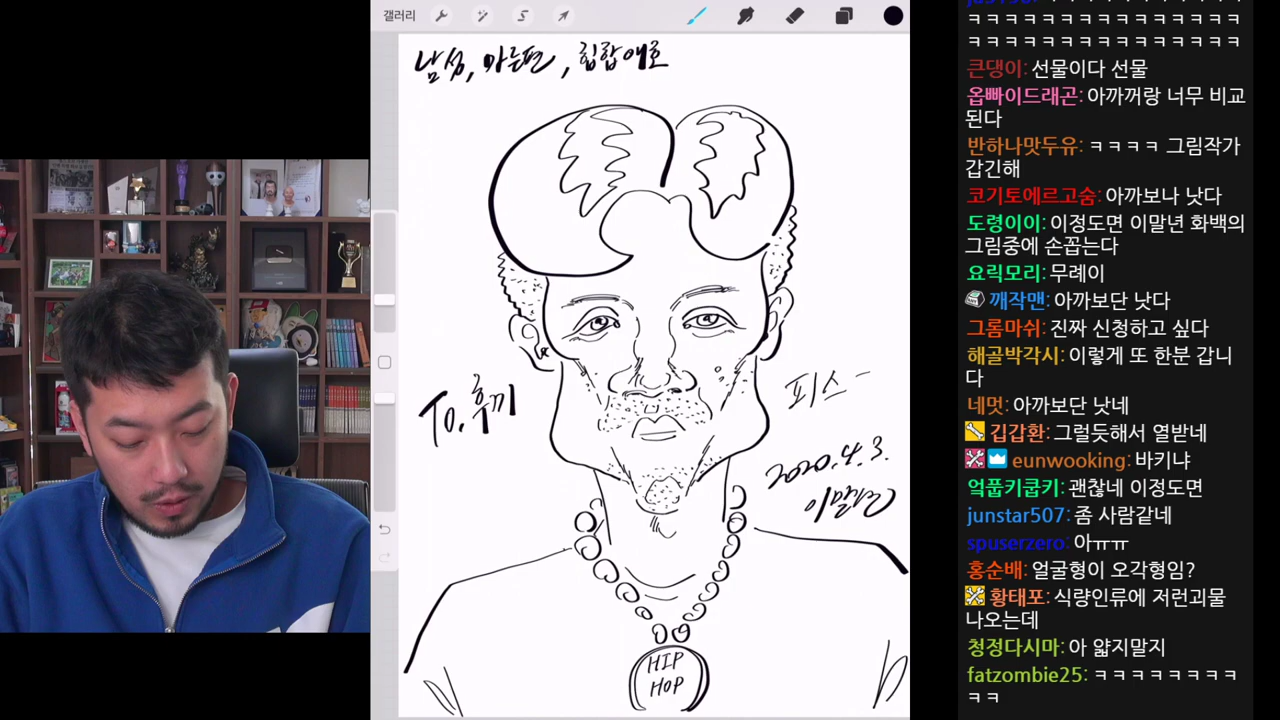 갤러리
남성, 마른편, 힙합애호
To. 후끼
피스~
2020.4.3.
이말년
HIP
HOP
ㅋㅋㅋㅋㅋㅋㅋㅋㅋㅋㅋㅋㅋㅋㅋ
ㅋㅋㅋㅋㅋㅋㅋㅋㅋㅋㅋㅋㅋㅋㅋ
큰댕이: 선물이다 선물
옵빠이드래곤: 아까꺼랑 너무 비교
된다
반하나맛두유: ㅋㅋㅋㅋ 그림작가
갑긴해
코기토에르고숨: 아까보나 낫다
도령이이: 이정도면 이말년 화백의
그림중에 손꼽는다
요릭모리: 무례이
깨작맨: 아까보단 낫다
그롬마쉬: 진짜 신청하고 싶다
해골박각시: 이렇게 또 한분 갑니
다
네멋: 아까보단 낫네
김갑환: 그럴듯해서 열받네
eunwooking: 바키냐
억풉키쿱키: 괜찮네 이정도면
junstar507: 좀 사람같네
spuserzero: 아ㅠㅠ
홍순배: 얼굴형이 오각형임?
황태포: 식량인류에 저런괴물
나오는데
청정다시마: 아 얇지말지
fatzombie25: ㅋㅋㅋㅋㅋㅋㅋㅋㅋ
ㅋㅋ